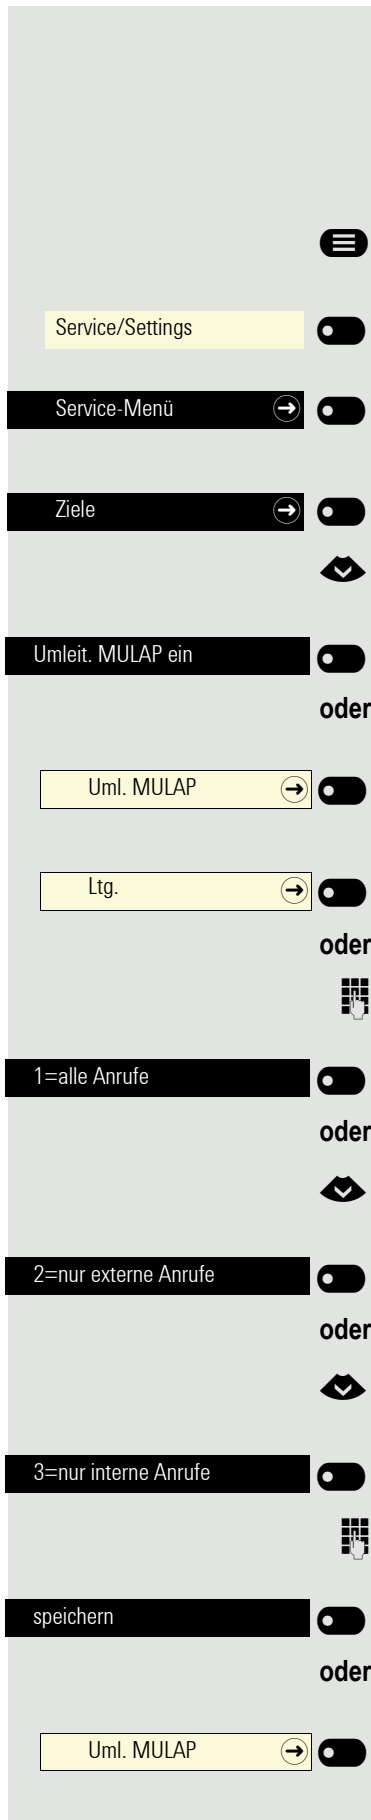 Service/Settings
Service-Menü
Ziele
Umleit. MULAP ein
oder
Uml. MULAP
Ltg.
oder
1=alle Anrufe
oder
2=nur externe Anrufe
oder
3=nur interne Anrufe
speichern
oder
Uml. MULAP